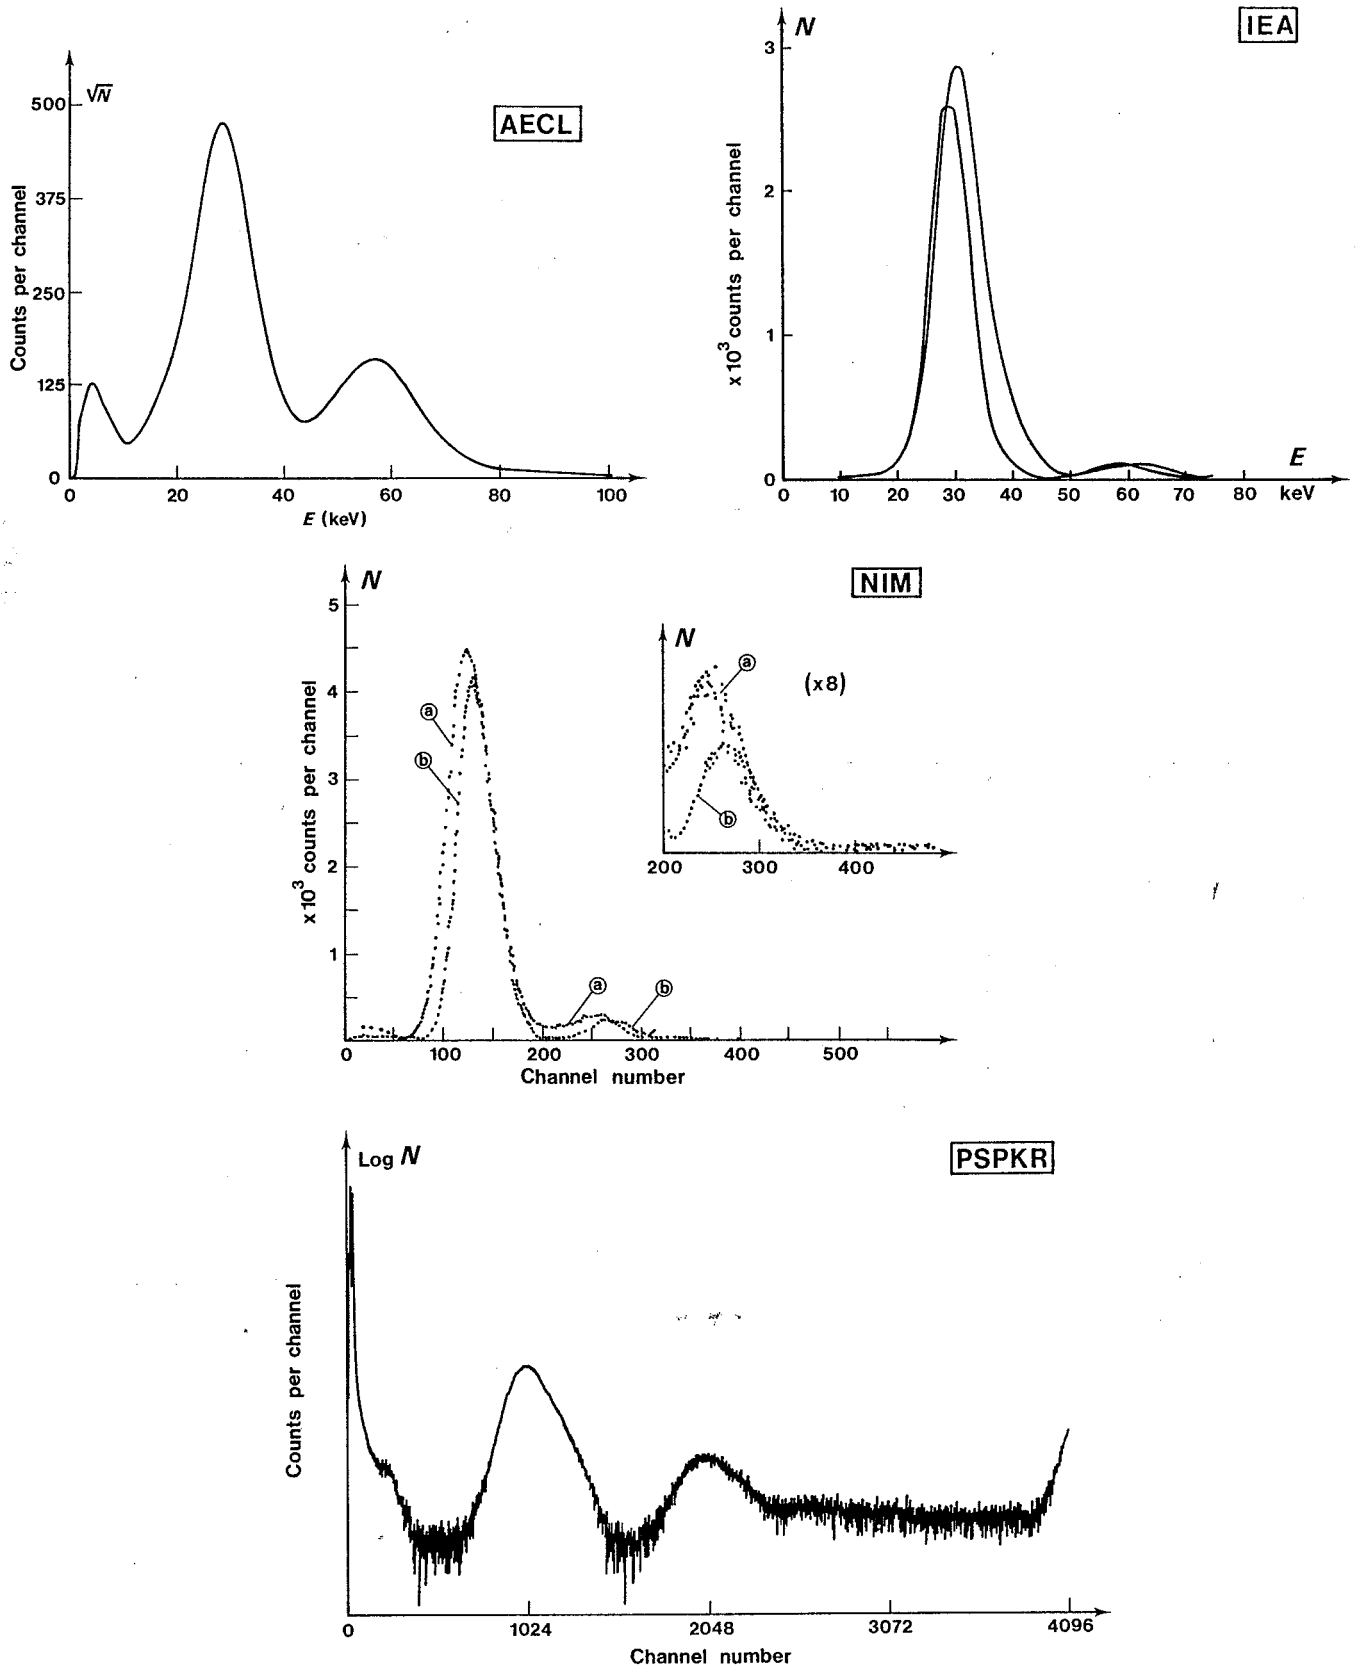 AECL
√N
500
375
250
125
0
Counts per channel
0 20 40 60 80 100
E (keV)
IEA
N
3
2
1
0
x10³ counts per channel
E
0 10 20 30 40 50 60 70 80 keV
NIM
N
5
4
3
2
1
x10³ counts per channel
a
b
a
b
0 100 200 300 400 500
Channel number
N
a
(x8)
b
200 300 400
PSPKR
Log N
Counts per channel
0 1024 2048 3072 4096
Channel number